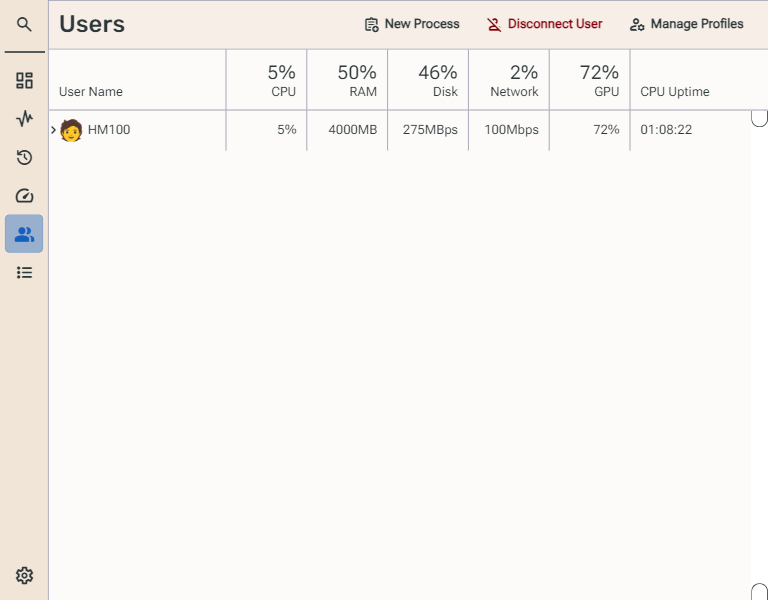 Users
New Process
Disconnect User
Manage Profiles
User Name
5%
CPU
50%
RAM
46%
Disk
2%
Network
72%
GPU
CPU Uptime
HM100
5%
4000MB
275MBps
100Mbps
72%
01:08:22